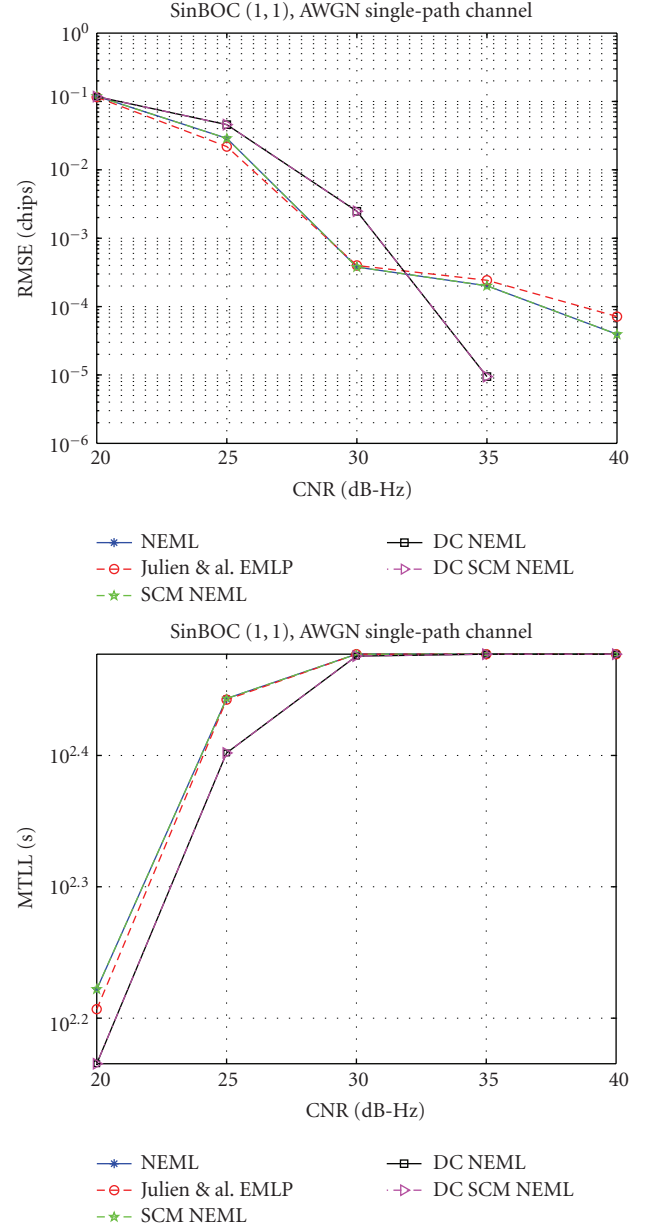 SinBOC (1, 1), AWGN single-path channel
10^0
10^-1
10^-2
10^-3
10^-4
10^-5
10^-6
RMSE (chips)
20 25 30 35 40
CNR (dB-Hz)
NEML
Julien & al. EMLP
SCM NEML
DC NEML
DC SCM NEML
SinBOC (1, 1), AWGN single-path channel
10^2.4
10^2.3
10^2.2
MTLL (s)
20 25 30 35 40
CNR (dB-Hz)
NEML
Julien & al. EMLP
SCM NEML
DC NEML
DC SCM NEML